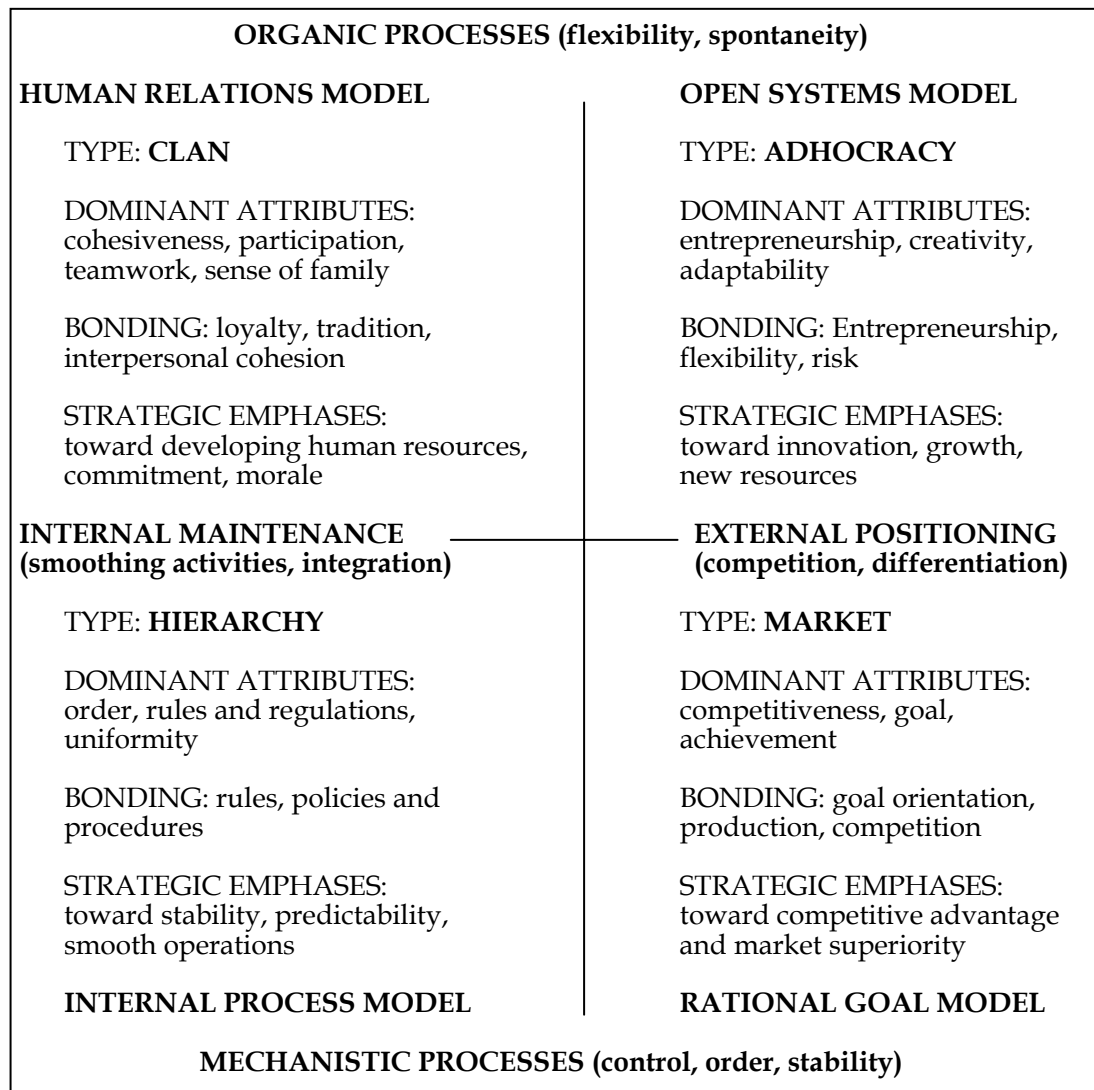 ORGANIC PROCESSES (flexibility, spontaneity)
HUMAN RELATIONS MODEL
TYPE: CLAN
DOMINANT ATTRIBUTES:
cohesiveness, participation,
teamwork, sense of family
BONDING: loyalty, tradition,
interpersonal cohesion
STRATEGIC EMPHASES:
toward developing human resources,
commitment, morale
OPEN SYSTEMS MODEL
TYPE: ADHOCRACY
DOMINANT ATTRIBUTES:
entrepreneurship, creativity,
adaptability
BONDING: Entrepreneurship,
flexibility, risk
STRATEGIC EMPHASES:
toward innovation, growth,
new resources
INTERNAL MAINTENANCE
(smoothing activities, integration)
EXTERNAL POSITIONING
(competition, differentiation)
TYPE: HIERARCHY
DOMINANT ATTRIBUTES:
order, rules and regulations,
uniformity
BONDING: rules, policies and
procedures
STRATEGIC EMPHASES:
toward stability, predictability,
smooth operations
INTERNAL PROCESS MODEL
TYPE: MARKET
DOMINANT ATTRIBUTES:
competitiveness, goal,
achievement
BONDING: goal orientation,
production, competition
STRATEGIC EMPHASES:
toward competitive advantage
and market superiority
RATIONAL GOAL MODEL
MECHANISTIC PROCESSES (control, order, stability)